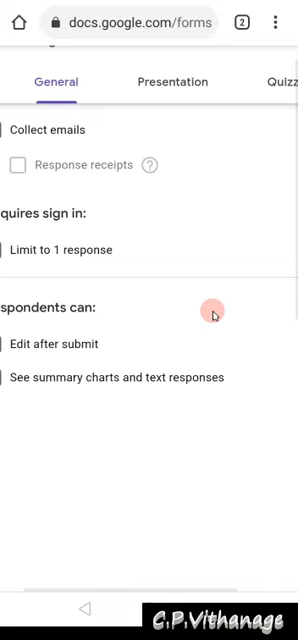 docs.google.com/forms
2
General
Presentation
Quizz
Collect emails
Response receipts ?
quires sign in:
Limit to 1 response
spondents can:
Edit after submit
See summary charts and text responses
C.P.Vithanage